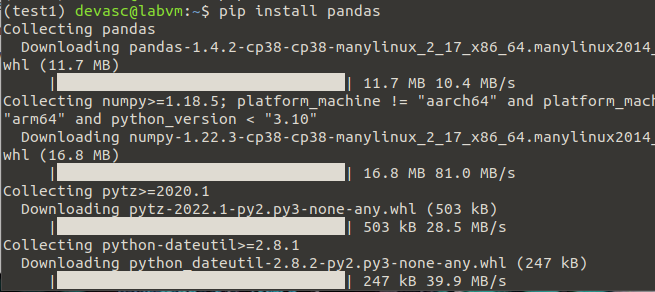 (test1) devasc@labvm:~$ pip install pandas
Collecting pandas
  Downloading pandas-1.4.2-cp38-cp38-manylinux_2_17_x86_64.manylinux2014_
whl (11.7 MB)
     |████████████████████████████████| 11.7 MB 10.4 MB/s
Collecting numpy>=1.18.5; platform_machine != "aarch64" and platform_mach
"arm64" and python_version < "3.10"
  Downloading numpy-1.22.3-cp38-cp38-manylinux_2_17_x86_64.manylinux2014_
whl (16.8 MB)
     |████████████████████████████████| 16.8 MB 81.0 MB/s
Collecting pytz>=2020.1
  Downloading pytz-2022.1-py2.py3-none-any.whl (503 kB)
     |████████████████████████████████| 503 kB 28.5 MB/s
Collecting python-dateutil>=2.8.1
  Downloading python_dateutil-2.8.2-py2.py3-none-any.whl (247 kB)
     |████████████████████████████████| 247 kB 39.9 MB/s